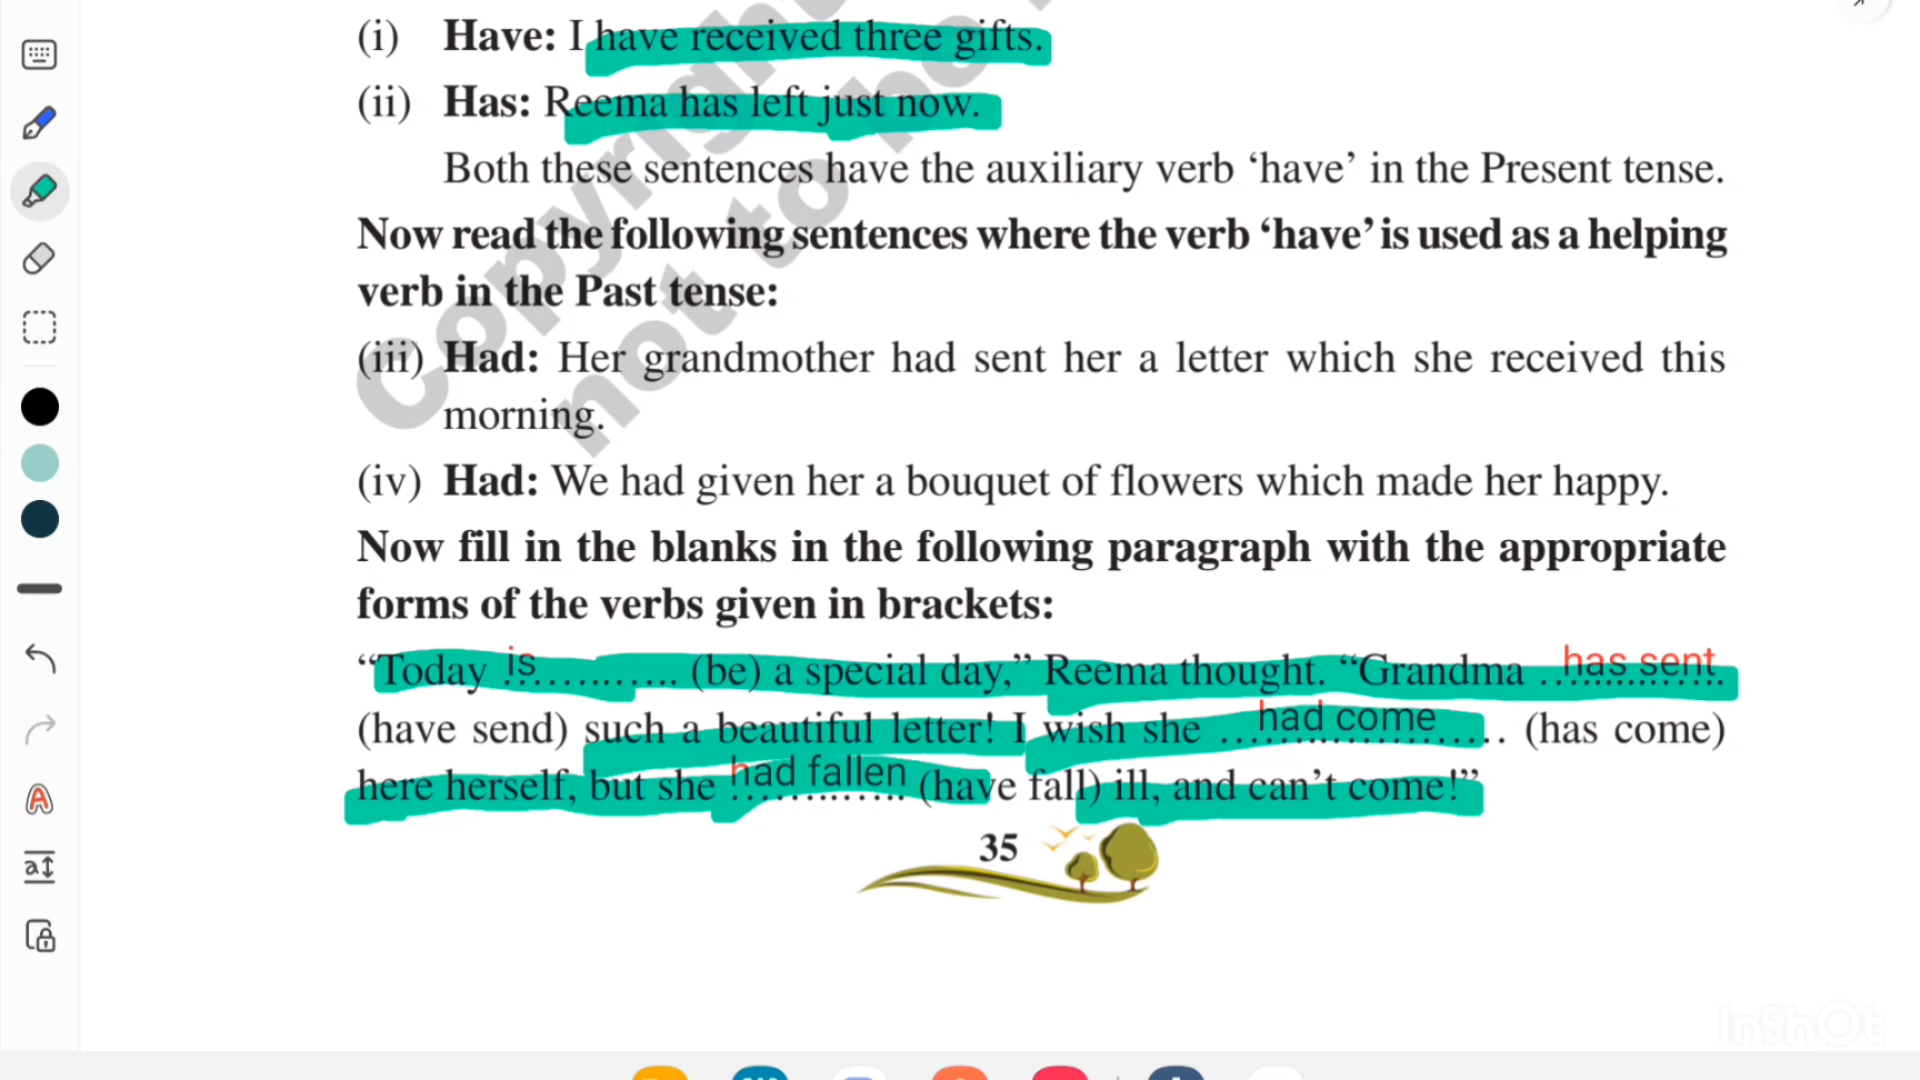 (i) Have: I have received three gifts.
(ii) Has: Reema has left just now.
Both these sentences have the auxiliary verb ‘have’ in the Present tense.
Now read the following sentences where the verb ‘have’ is used as a helping
verb in the Past tense:
(iii) Had: Her grandmother had sent her a letter which she received this
morning.
(iv) Had: We had given her a bouquet of flowers which made her happy.
Now fill in the blanks in the following paragraph with the appropriate
forms of the verbs given in brackets:
“Today is (be) a special day,” Reema thought. “Grandma has sent
(have send) such a beautiful letter! I wish she had come (has come)
here herself, but she had fallen (have fall) ill, and can’t come!”
35
InShOt